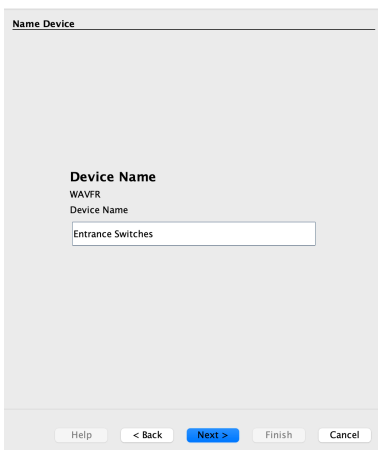 Name Device
Device Name
WAVFR
Device Name
Entrance Switches
Help
< Back
Next >
Finish
Cancel